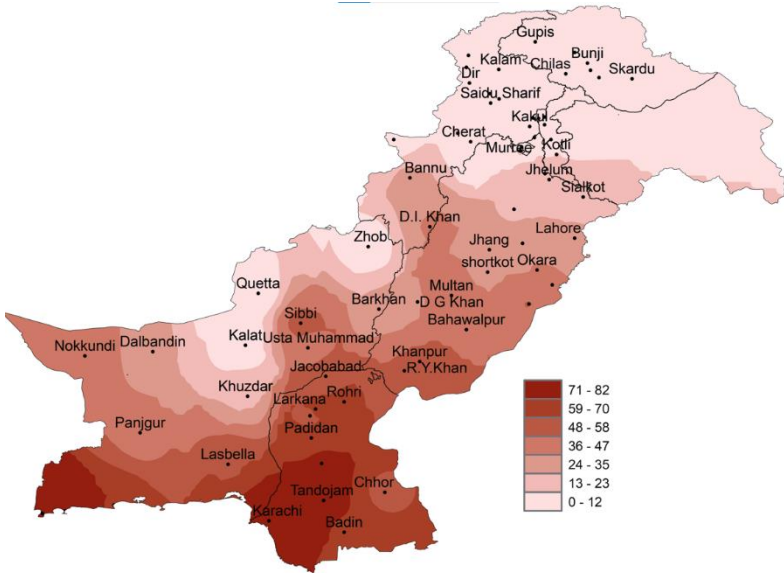 Gupis
Bunji
Kalam
Chilas
Skardu
Dir
Saidu Sharif
Kakul
Cherat
Murree
Kotli
Bannu
Jhelum
Sialkot
D.I. Khan
Zhob
Lahore
Jhang
shortkot
Okara
Quetta
Multan
Barkhan
D G Khan
Sibbi
Bahawalpur
Nokkundi
Dalbandin
Kalat
Usta Muhammad
Khanpur
Jacobabad
R.Y.Khan
Khuzdar
Larkana
Rohri
Panjgur
Padidan
Lasbella
Tandojam
Chhor
Karachi
Badin
71 - 82
59 - 70
48 - 58
36 - 47
24 - 35
13 - 23
0 - 12